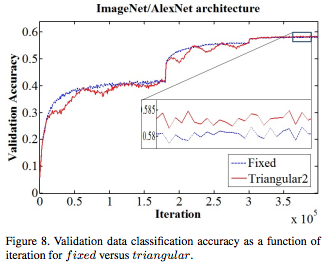 ImageNet/AlexNet architecture
Validation Accuracy
0.6
0.5
0.4
0.3
0.2
0.1
0
.585
0.58
Fixed
Triangular2
0.5 1 1.5 2 2.5 3 3.5
Iteration
x 10^5
Figure 8. Validation data classification accuracy as a function of
iteration for fixed versus triangular.